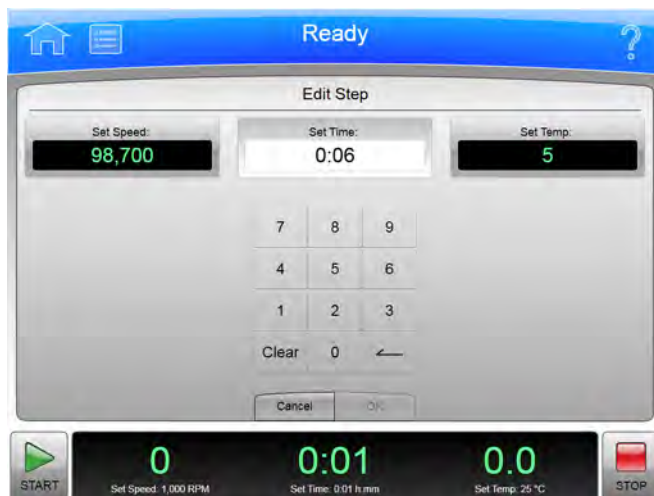 Ready
?
Edit Step
Set Speed: Set Time: Set Temp:
98,700 0:06 5
7 8 9
4 5 6
1 2 3
Clear 0 ←
Cancel OK
0 0:01 0.0
START Set Speed: 1,000 RPM Set Time: 0:01 h:mm Set Temp: 25 °C STOP